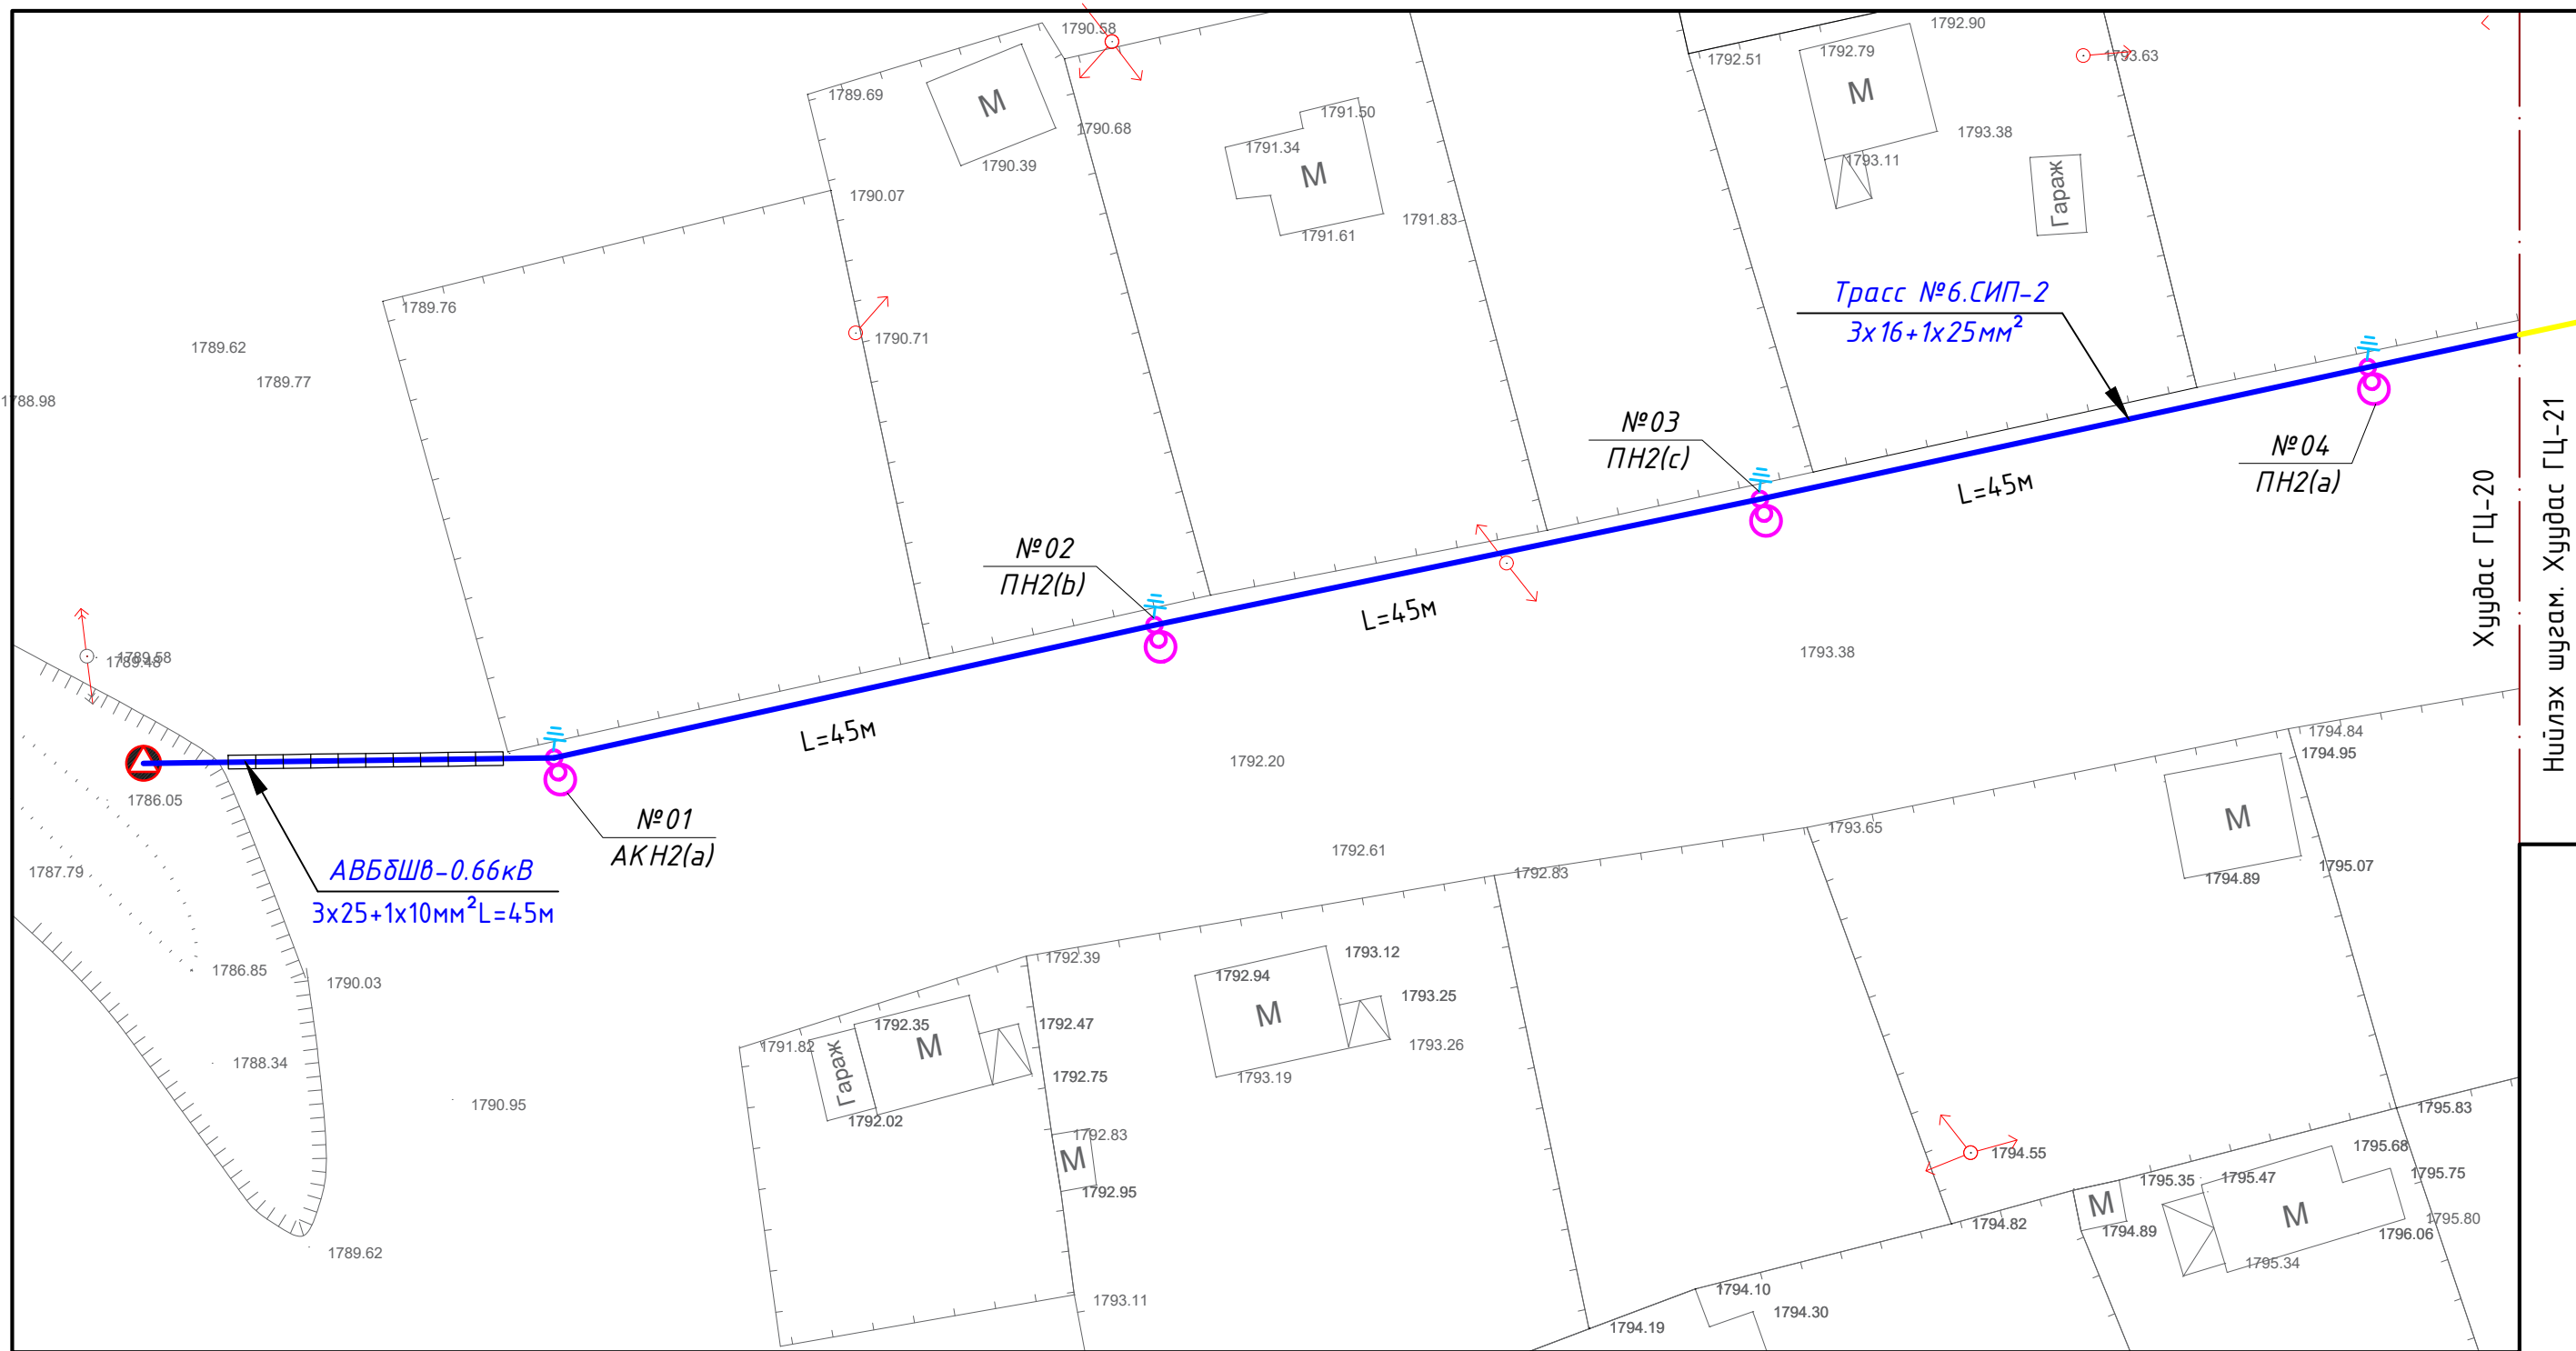 1790.58
1792.90
1792.79
1792.51
1793.63
1789.69
М
М
1791.50
1790.68
1793.38
1791.34
1793.11
1790.39
М
1790.07
Гараж
1791.83
1791.61
Трасс №6.СИП-2
3х16+1х25мм²
1789.76
1790.71
1789.62
1789.77
1788.98
№03
ПН2(c)
№04
ПН2(a)
L=45м
Хуудас ГЦ-20
Нийлэх шугам. Хуудас ГЦ-21
№02
ПН2(b)
L=45м
1789.58
1789.48
1793.38
L=45м
1792.20
1794.84
1794.95
1786.05
№01
АКН2(a)
М
1793.65
1792.61
АВБбШв-0.66кВ
3х25+1х10мм²L=45м
1787.79
1792.83
1795.07
1794.89
1792.39
1793.12
1786.85
1792.94
1790.03
1793.25
М
1792.35
1792.47
М
1791.82
1793.26
Гараж
1788.34
1792.75
1793.19
1790.95
1792.02
1795.83
1792.83
М
1794.55
1795.68
1795.75
1795.35
1795.47
1792.95
М
М
1794.82
1794.89
1795.80
1796.06
1789.62
1795.34
1794.10
1793.11
1794.30
1794.19